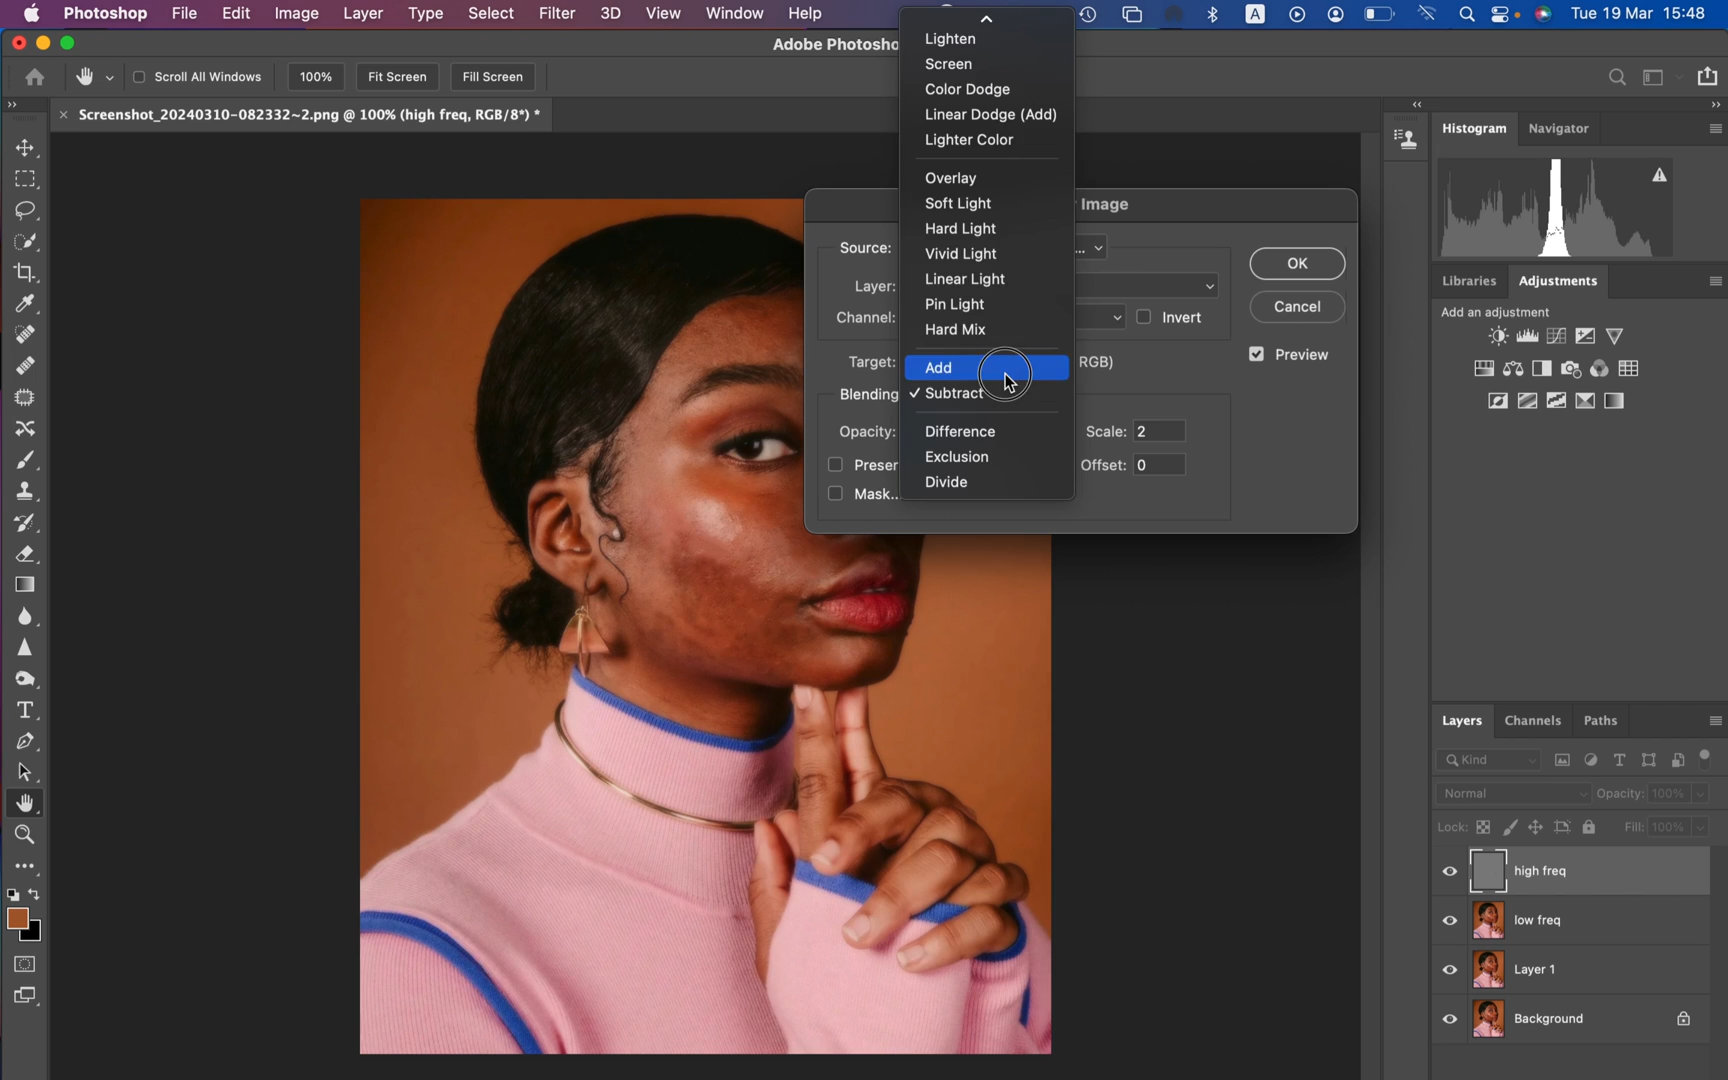 Photoshop File Edit Image Layer Type Select Filter 3D View Window Help
A Tue 19 Mar 15:48
Adobe Photosho
Scroll All Windows 100% Fit Screen Fill Screen
Screenshot_20240310-082332~2.png @ 100% (high freq, RGB/8*) *
Lighten
Screen
Color Dodge
Linear Dodge (Add)
Lighter Color
Overlay
Soft Light
Hard Light
Vivid Light
Linear Light
Pin Light
Hard Mix
Add
✓ Subtract
Difference
Exclusion
Divide
Image
Source: ...
Layer:
Channel: Invert
Target: RGB)
Blending
Opacity: Scale: 2
Preser Offset: 0
Mask...
OK
Cancel
Preview
Histogram Navigator
Libraries Adjustments
Add an adjustment
Layers Channels Paths
Kind
Normal Opacity: 100%
Lock: Fill: 100%
high freq
low freq
Layer 1
Background